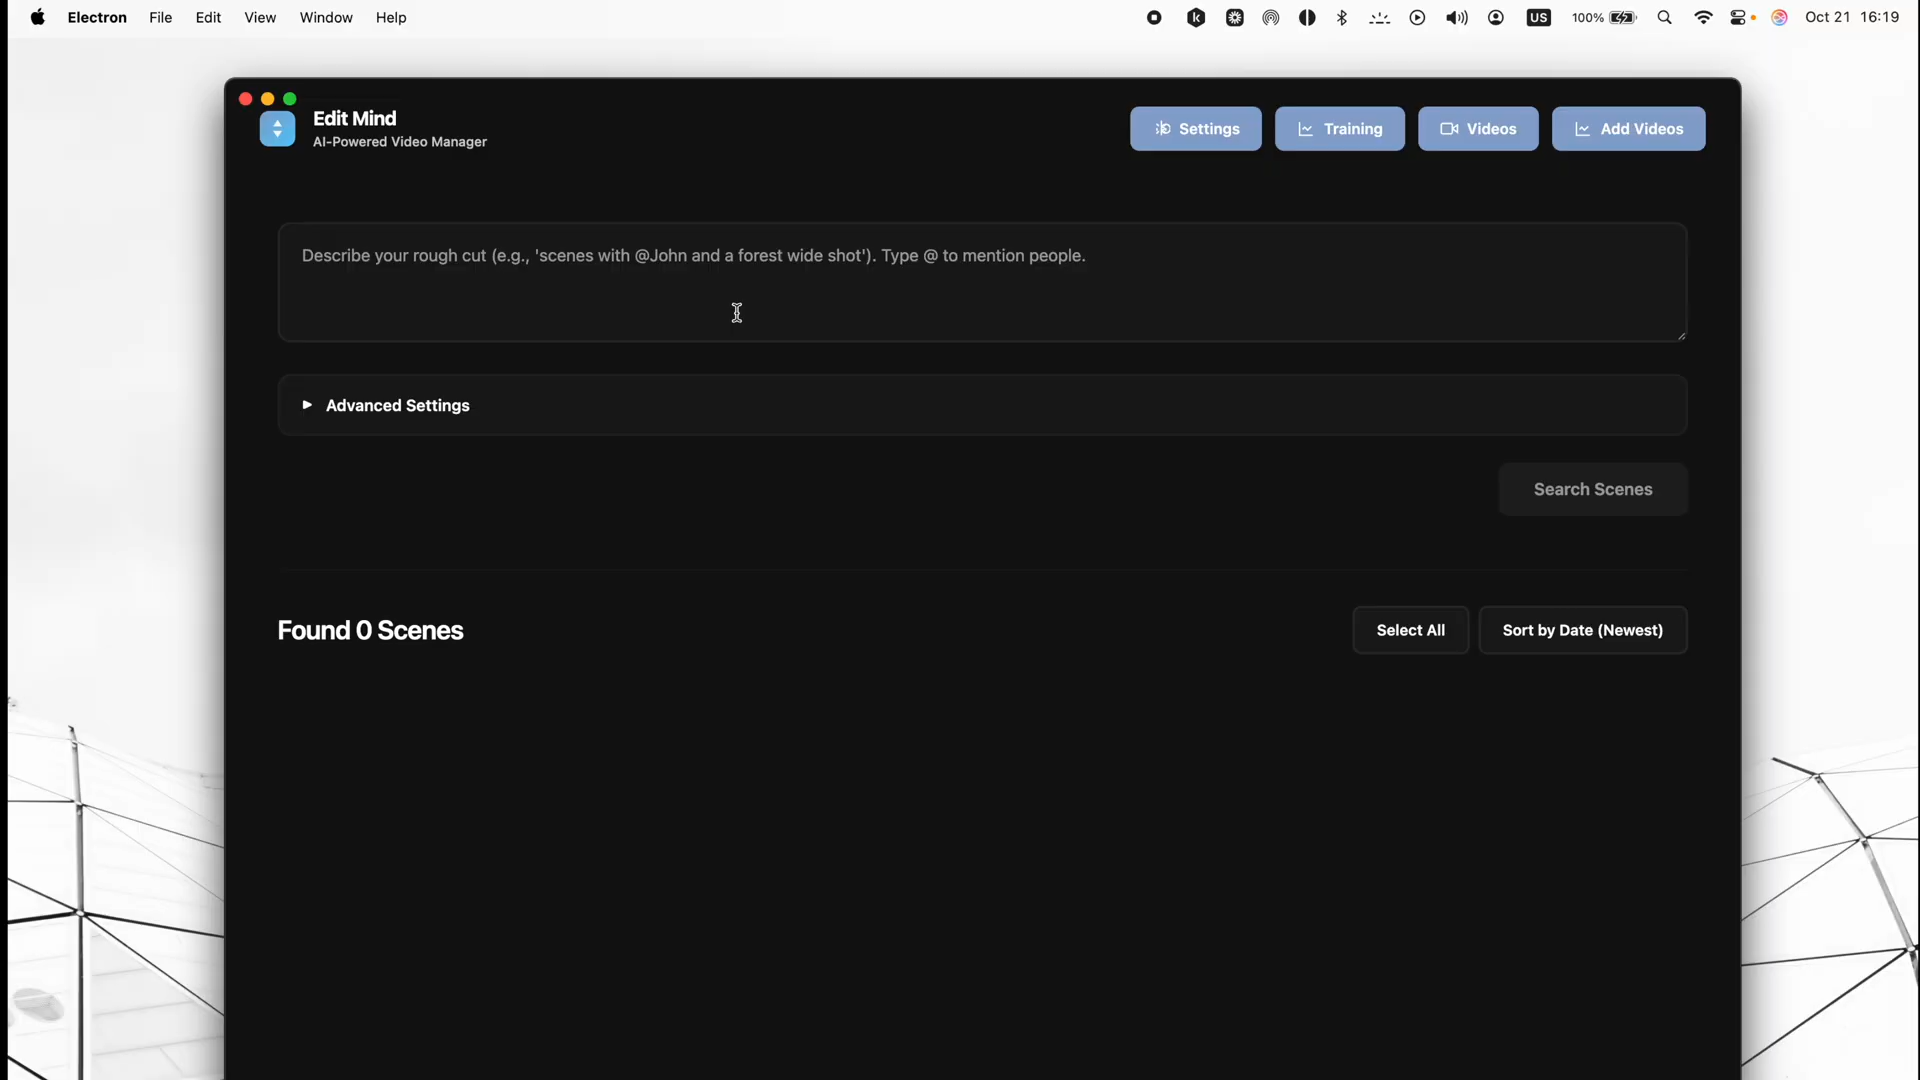 Electron File Edit View Window Help US 100% Oct 21 16:19
Edit Mind
AI-Powered Video Manager
Settings Training Videos Add Videos
Describe your rough cut (e.g., 'scenes with @John and a forest wide shot'). Type @ to mention people.
Advanced Settings
Search Scenes
Found 0 Scenes
Select All Sort by Date (Newest)